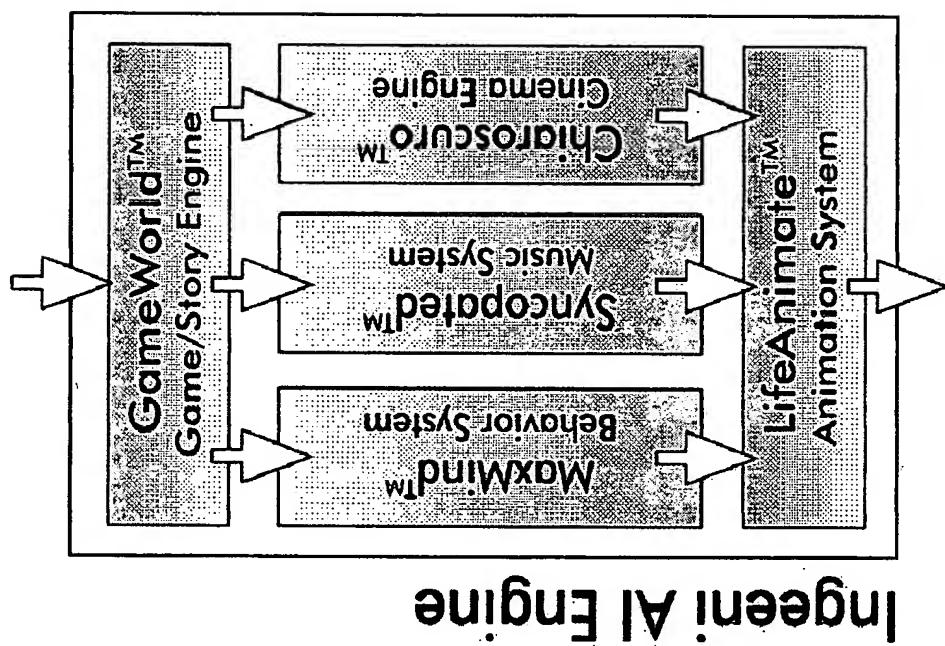 Ingeeni AI Engine
GameWorld™
Game/Story Engine
MaxMind™
Behavior System
Syncopated™
Music System
Chiaroscuro™
Cinema Engine
LifeAnimate™
Animation System